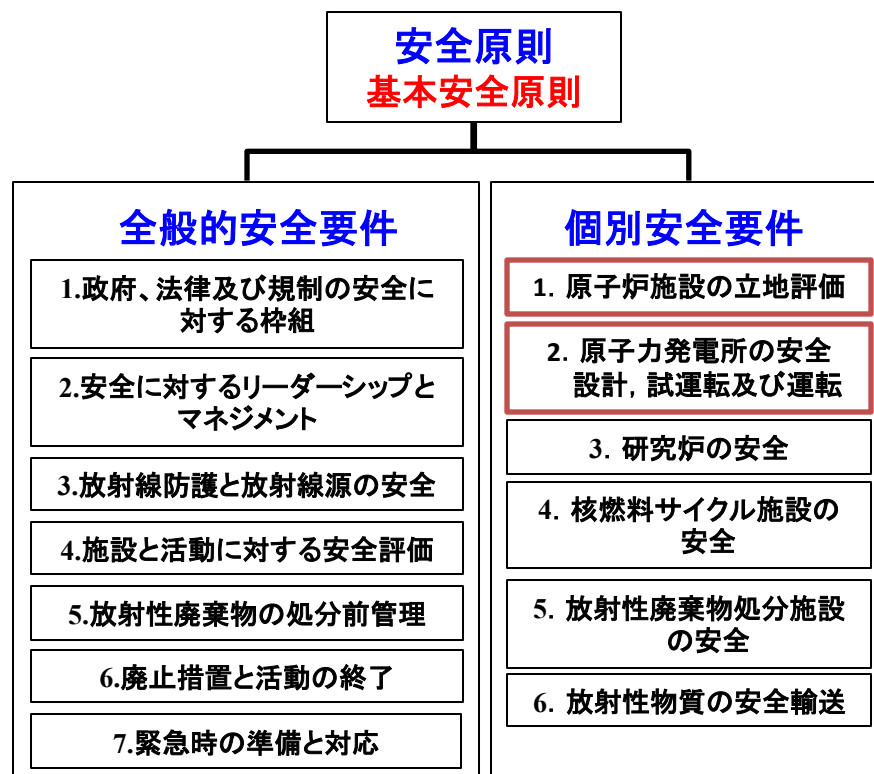 安全原則
基本安全原則
全般的安全要件
1.政府、法律及び規制の安全に
対する枠組
2.安全に対するリーダーシップと
マネジメント
3.放射線防護と放射線源の安全
4.施設と活動に対する安全評価
5.放射性廃棄物の処分前管理
6.廃止措置と活動の終了
7.緊急時の準備と対応
個別安全要件
1. 原子炉施設の立地評価
2. 原子力発電所の安全
設計, 試運転及び運転
3. 研究炉の安全
4. 核燃料サイクル施設の
安全
5. 放射性廃棄物処分施設
の安全
6. 放射性物質の安全輸送